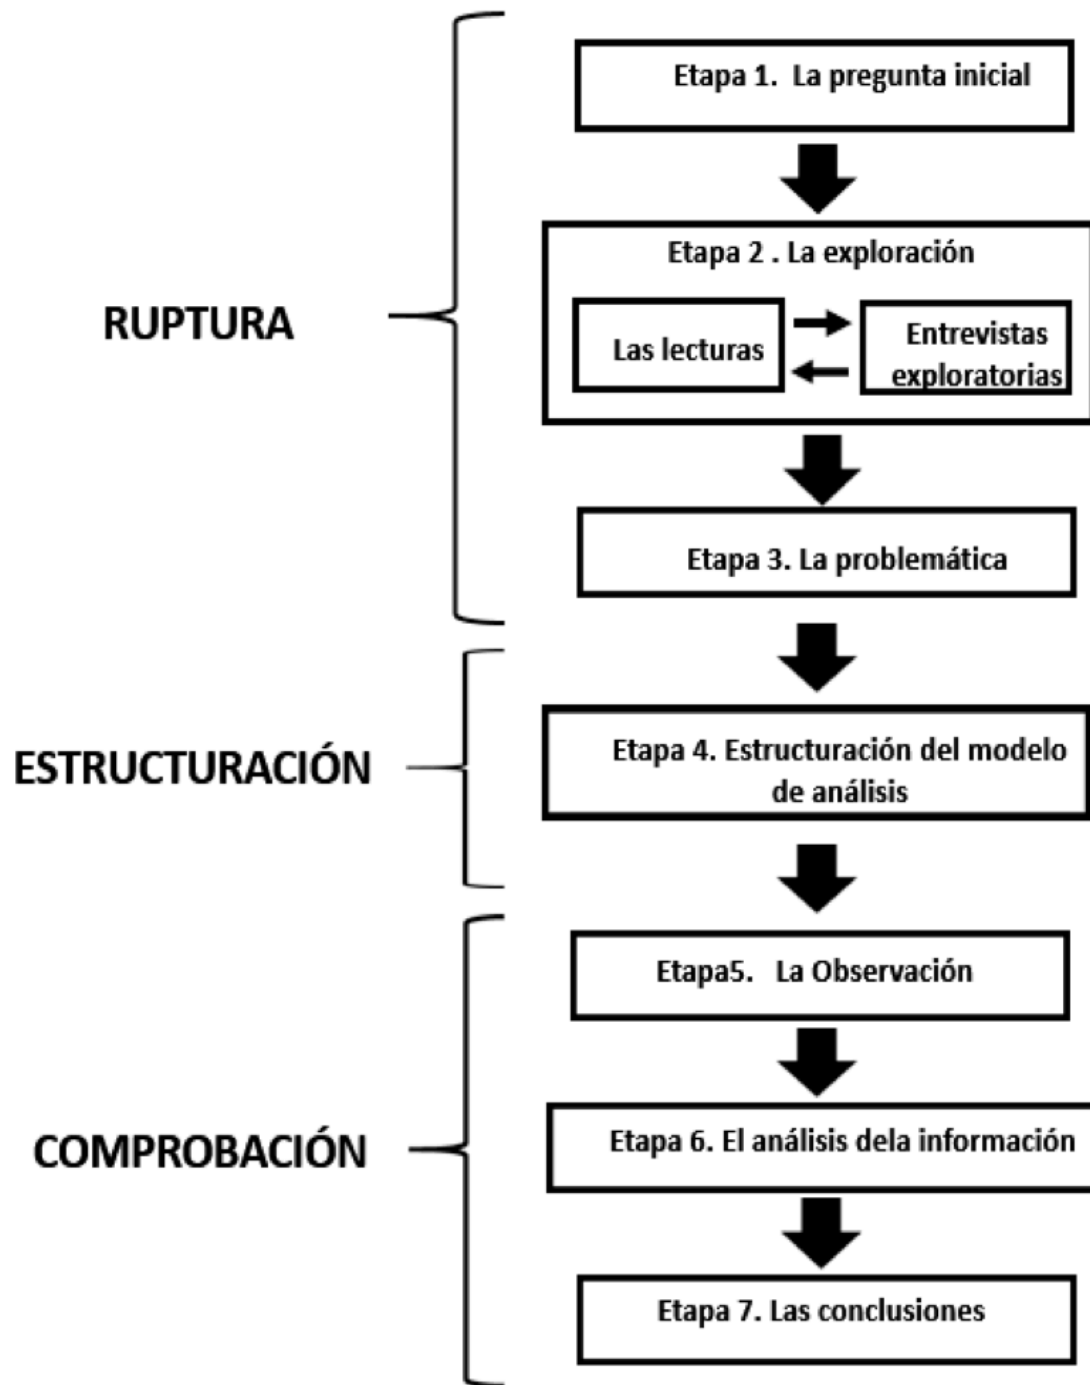 Etapa 1.  La pregunta inicial
Etapa 2 . La exploración
RUPTURA
Las lecturas
Entrevistas
exploratorias
Etapa 3. La problemática
ESTRUCTURACIÓN
Etapa 4. Estructuración del modelo
de análisis
Etapa5.   La Observación
COMPROBACIÓN
Etapa 6. El análisis dela información
Etapa 7. Las conclusiones